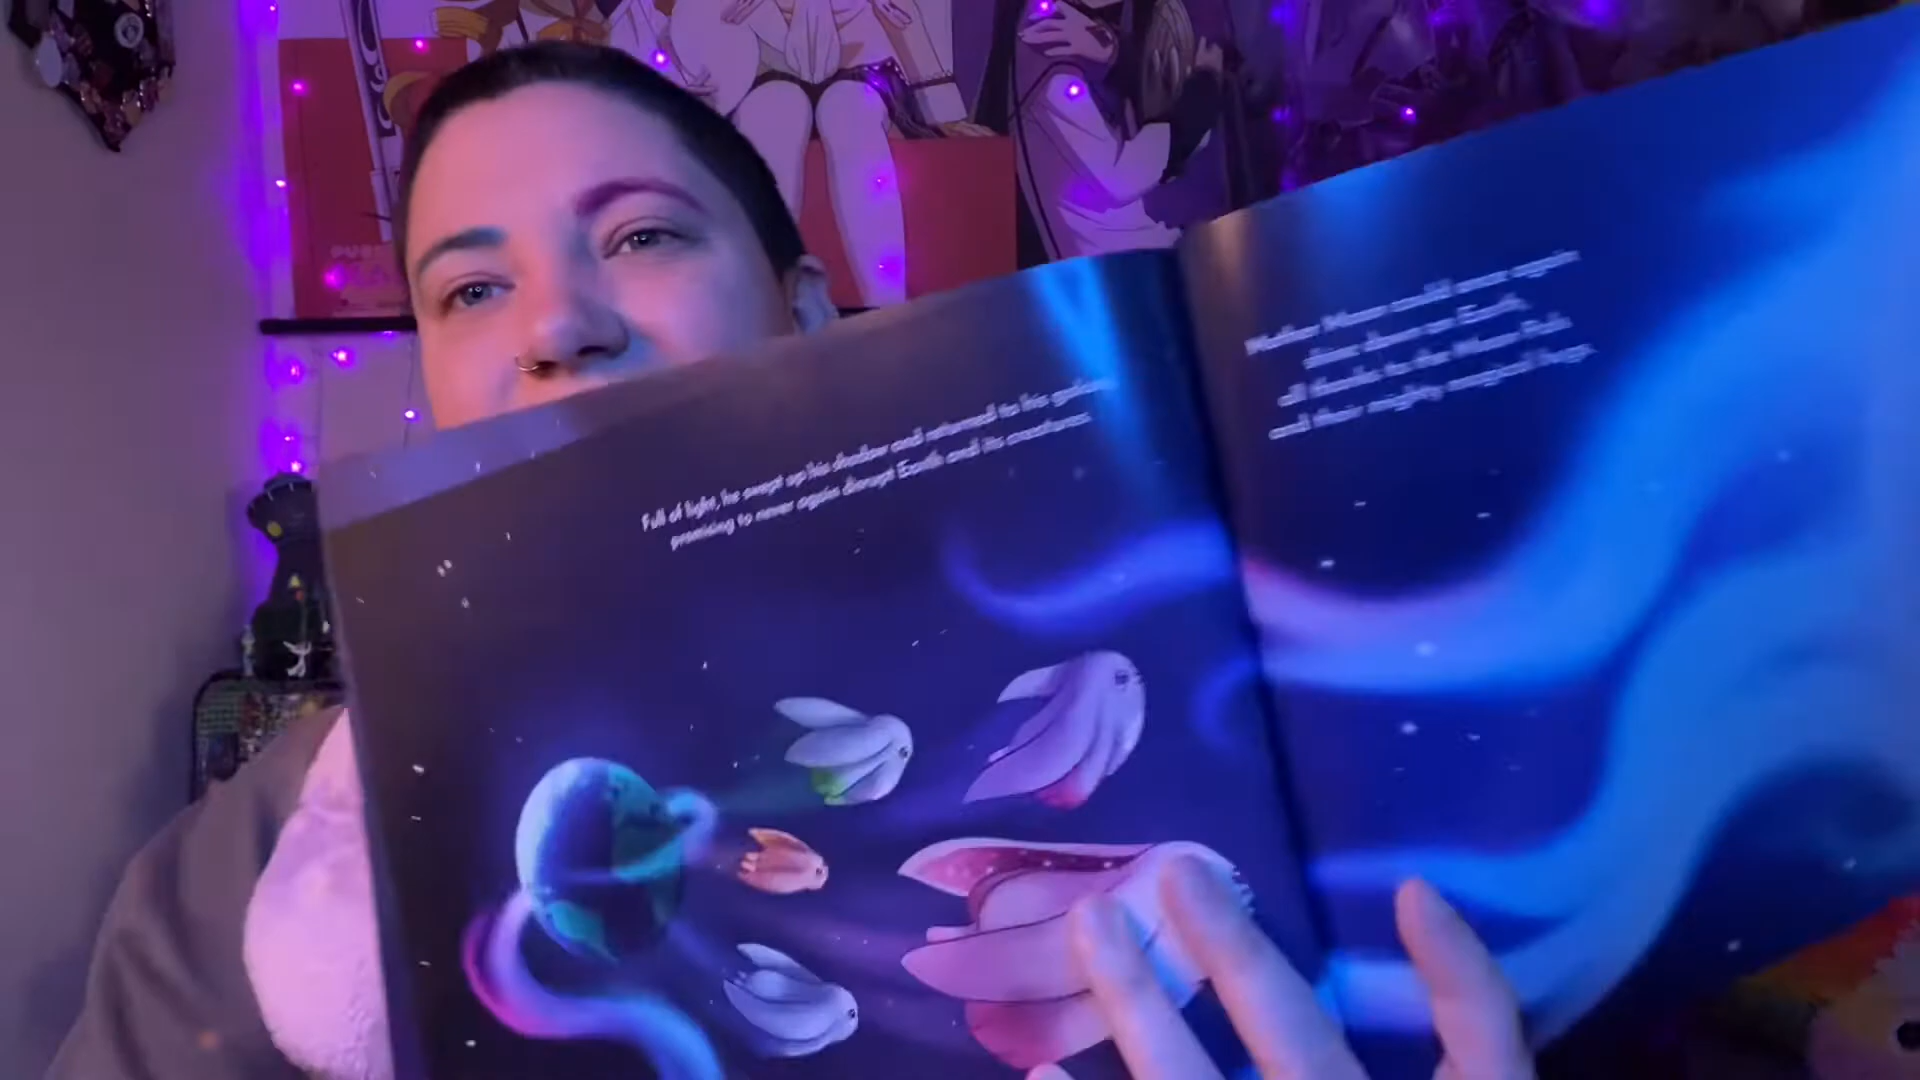 Full of light, he swept up his shadow and returned to his galaxy,
promising to never again disrupt Earth and its creatures.
Mother Moon could once again
shine down on Earth,
all thanks to the Moon Fish
and their mighty magical hugs.